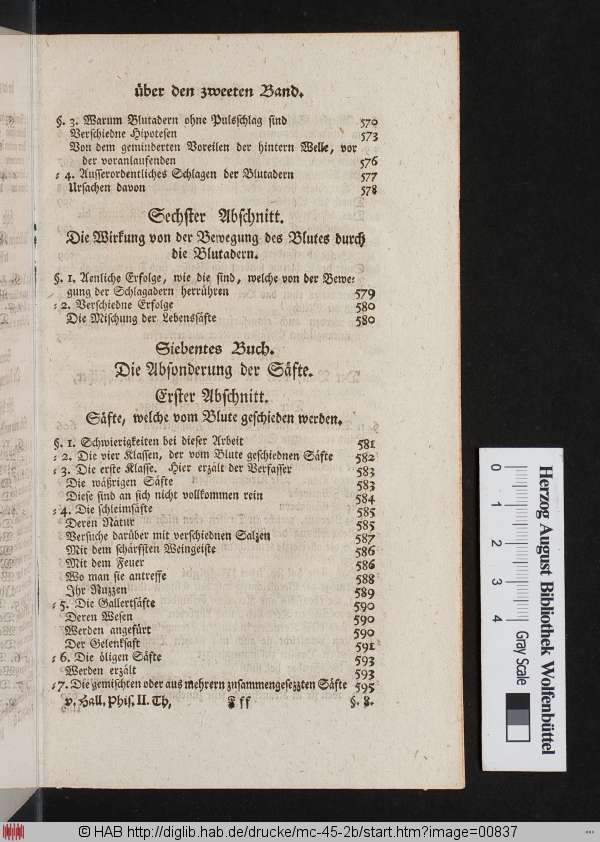 über den zweeten Band.
§. 3. Warum Blutadern ohne Pulsschlag sind 570
Verschiedne Hipotesen 573
Von dem geminderten Voreilen der hintern Welle, vor
der voranlaufenden 576
: 4. Ausserordentliches Schlagen der Blutadern 577
Ursachen davon 578
Sechster Abschnitt.
Die Wirkung von der Bewegung des Blutes durch
die Blutadern.
§. 1. Aenliche Erfolge, wie die sind, welche von der Bewe:
gung der Schlagadern herrühren 579
: 2. Verschiedne Erfolge 580
Die Mischung der Lebenssäfte 580
Siebentes Buch.
Die Absonderung der Säfte.
Erster Abschnitt.
Säfte, welche vom Blute geschieden werden.
§. 1. Schwierigkeiten bei dieser Arbeit 581
: 2. Die vier Klassen, der vom Blute geschiednen Säfte 582
: 3. Die erste Klasse. Hier erzält der Verfasser 583
Die wäßrigen Säfte 583
Diese sind an sich nicht vollkommen rein 584
: 4. Die schleimsäfte 585
Deren Natur 585
Versuche darüber mit verschiednen Salzen 587
Mit dem schärfsten Weingeiste 586
Mit dem Feuer 586
Wo man sie antreffe 588
Ihr Nuzzen 589
: 5. Die Gallertsäfte 590
Deren Wesen 590
Werden angefürt 590
Der Gelenksaft 591
: 6. Die öligen Säfte 593
Werden erzält 593
: 7. Die gemischten oder aus mehrern zusammengesezzten Säfte 595
v. Hall, Phis. II. Th, T ff §. 8.
Herzog August Bibliothek Wolfenbüttel
0 1 2 3 4
Gray Scale
© HAB http://diglib.hab.de/drucke/mc-45-2b/start.htm?image=00837